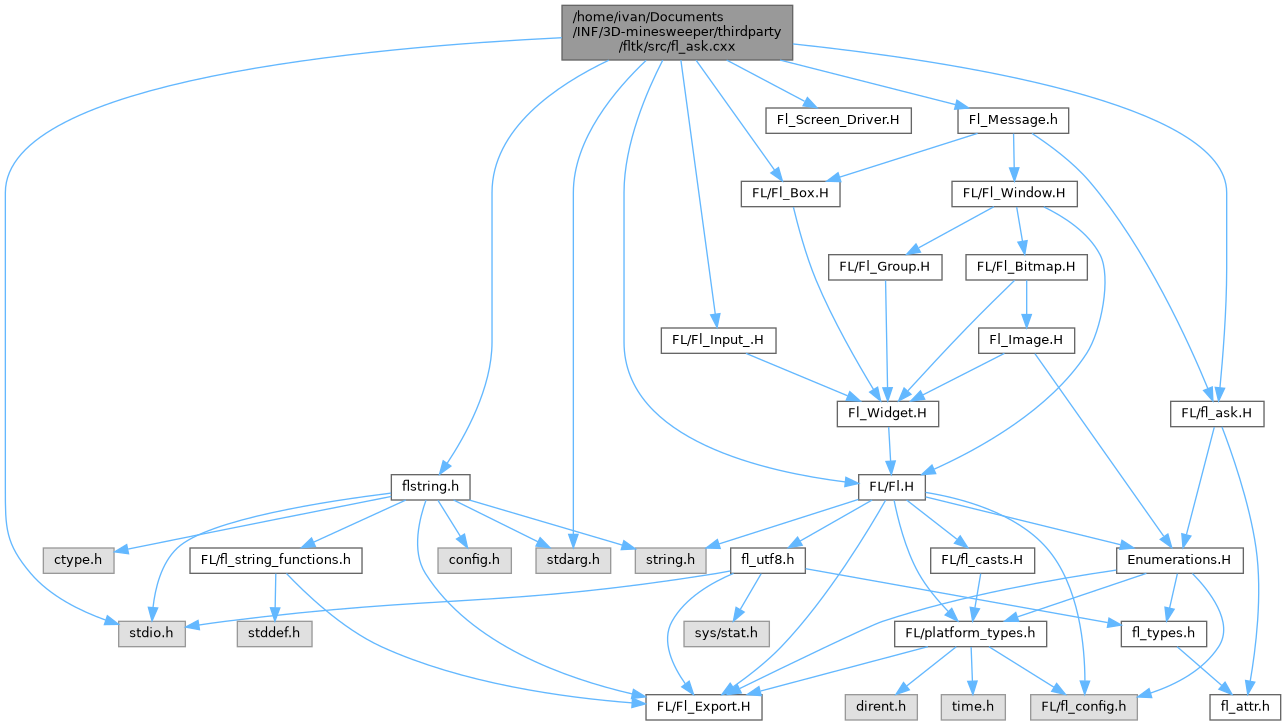 /home/ivan/Documents
/INF/3D-minesweeper/thirdparty
/fltk/src/fl_ask.cxx
Fl_Screen_Driver.H
Fl_Message.h
FL/Fl_Box.H
FL/Fl_Window.H
FL/Fl_Group.H
FL/Fl_Bitmap.H
FL/Fl_Input_.H
Fl_Image.H
Fl_Widget.H
FL/fl_ask.H
flstring.h
FL/Fl.H
ctype.h
FL/fl_string_functions.h
config.h
stdarg.h
string.h
fl_utf8.h
FL/fl_casts.H
Enumerations.H
stdio.h
stddef.h
sys/stat.h
FL/platform_types.h
fl_types.h
FL/Fl_Export.H
dirent.h
time.h
FL/fl_config.h
fl_attr.h